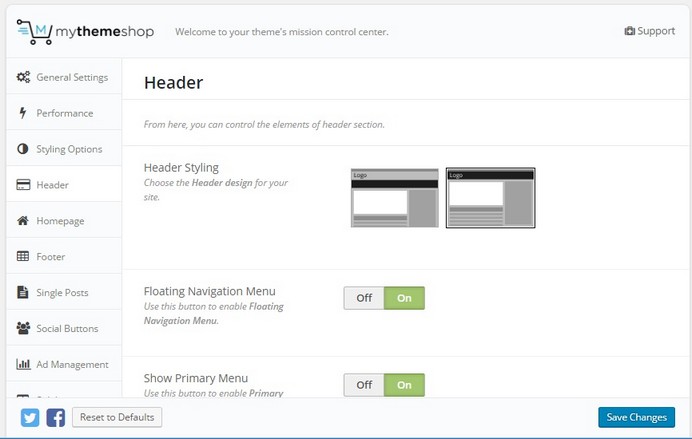 mythemeshop
Welcome to your theme's mission control center.
Support
General Settings
Performance
Styling Options
Header
Homepage
Footer
Single Posts
Social Buttons
Ad Management
Header
From here, you can control the elements of header section.
Header Styling
Choose the Header design for your
site.
Logo
Logo
Floating Navigation Menu
Use this button to enable Floating
Navigation Menu.
Off
On
Show Primary Menu
Use this button to enable Primary
Off
On
Reset to Defaults
Save Changes